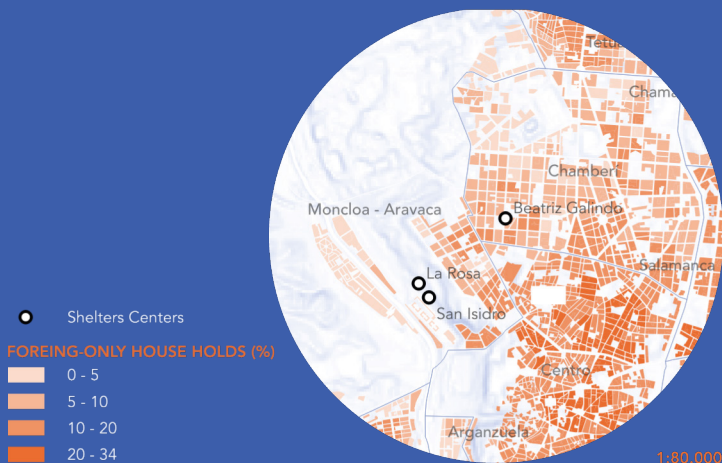 Tetu
Chama
Chamberí
Moncloa - Aravaca
Beatriz Galindo
Salamanca
La Rosa
San Isidro
Centro
Arganzuela
Shelters Centers
FOREING-ONLY HOUSE HOLDS (%)
0 - 5
5 - 10
10 - 20
20 - 34
1:80.000